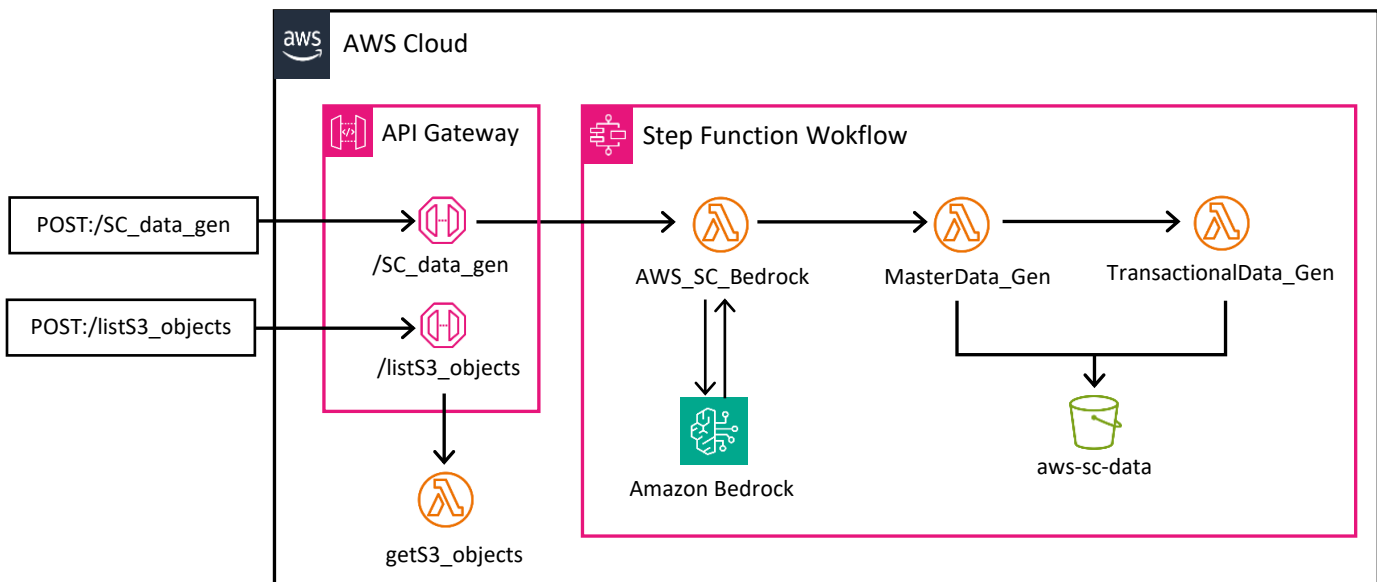 aws
AWS Cloud
API Gateway
Step Function Wokflow
POST:/SC_data_gen
/SC_data_gen
AWS_SC_Bedrock
MasterData_Gen
TransactionalData_Gen
POST:/listS3_objects
/listS3_objects
Amazon Bedrock
aws-sc-data
getS3_objects